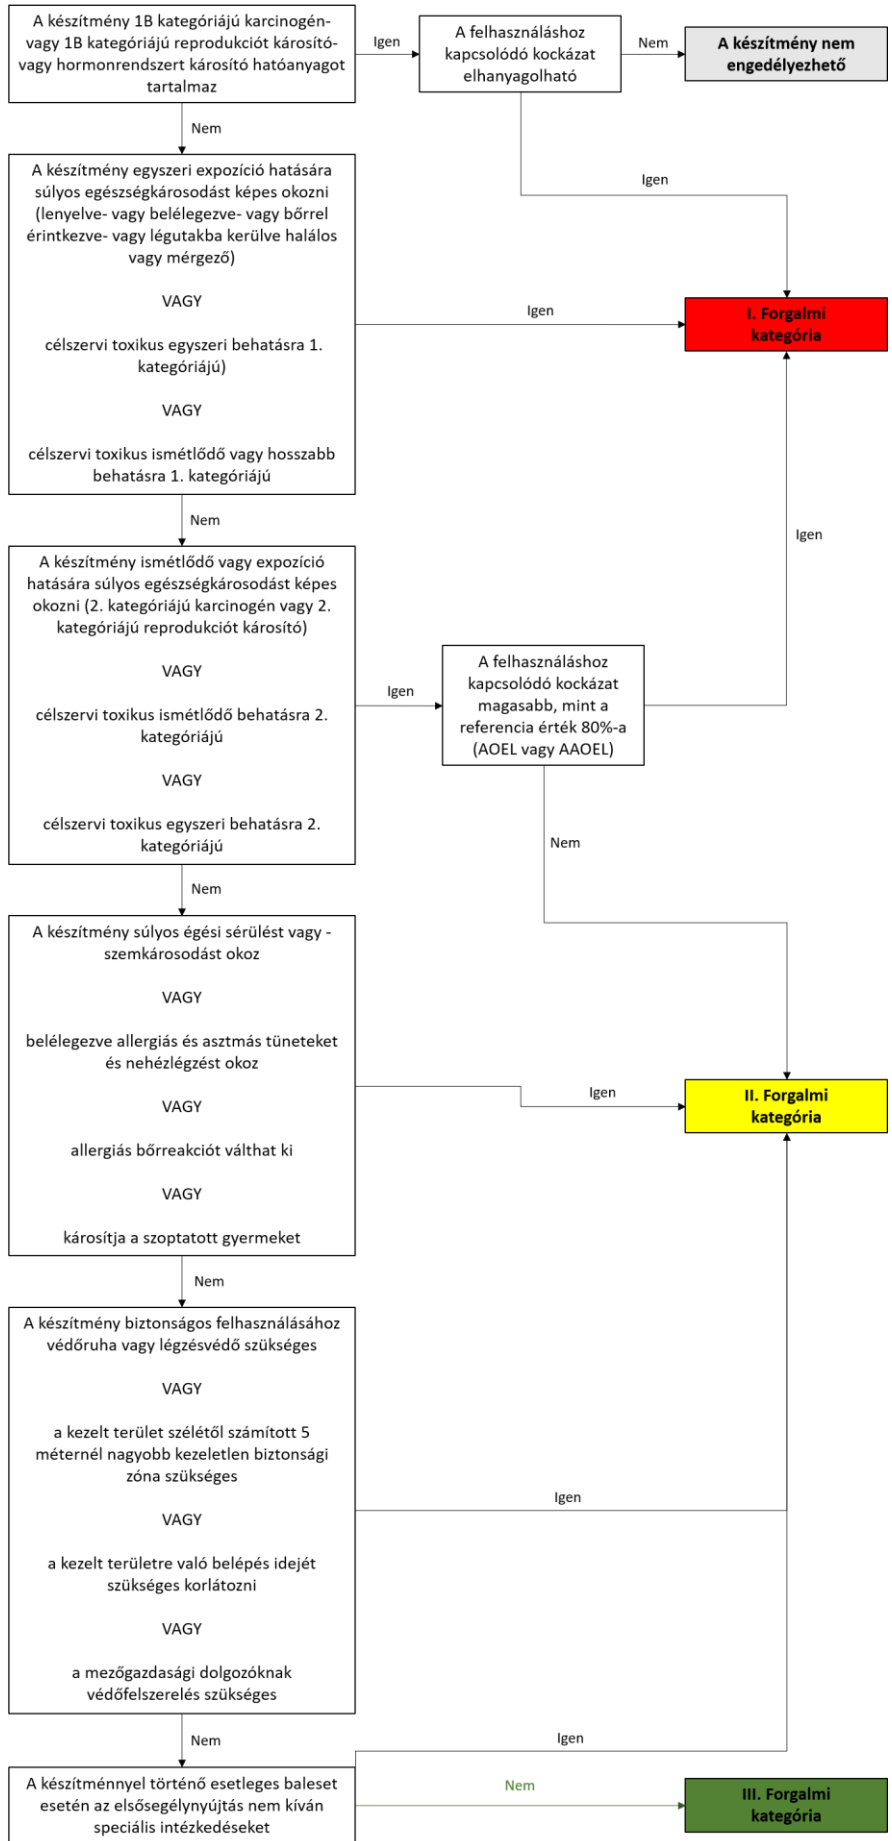 A készítmény 1B kategóriájú karcinogén-
vagy 1B kategóriájú reprodukciót károsító-
vagy hormonrendszert károsító hatóanyagot
tartalmaz
Igen
A felhasználáshoz
kapcsolódó kockázat
elhanyagolható
Nem
A készítmény nem
engedélyezhető
Nem
Igen
A készítmény egyszeri expozíció hatására
súlyos egészségkárosodást képes okozni
(lenyelve- vagy belélegezve- vagy bőrrel
érintkezve- vagy légutakba kerülve halálos
vagy mérgező)
VAGY
célszervi toxikus egyszeri behatásra 1.
kategóriájú)
VAGY
célszervi toxikus ismétlődő vagy hosszabb
behatásra 1. kategóriájú
Igen
I. Forgalmi
kategória
Nem
Igen
A készítmény ismétlődő vagy expozíció
hatására súlyos egészségkárosodást képes
okozni (2. kategóriájú karcinogén vagy 2.
kategóriájú reprodukciót károsító)
VAGY
célszervi toxikus ismétlődő behatásra 2.
kategóriájú
VAGY
célszervi toxikus egyszeri behatásra 2.
kategóriájú
Igen
A felhasználáshoz
kapcsolódó kockázat
magasabb, mint a
referencia érték 80%-a
(AOEL vagy AAOEL)
Nem
Nem
A készítmény súlyos égési sérülést vagy -
szemkárosodást okoz
VAGY
belélegezve allergiás és asztmás tüneteket
és nehézlégzést okoz
VAGY
allergiás bőrreakciót válthat ki
VAGY
károsítja a szoptatott gyermeket
Igen
II. Forgalmi
kategória
Nem
A készítmény biztonságos felhasználásához
védőruha vagy légzésvédő szükséges
VAGY
a kezelt terület szélétől számított 5
méternél nagyobb kezeletlen biztonsági
zóna szükséges
VAGY
a kezelt területre való belépés idejét
szükséges korlátozni
VAGY
a mezőgazdasági dolgozóknak
védőfelszerelés szükséges
Igen
Nem
Igen
A készítménnyel történő esetleges baleset
esetén az elsősegélynyújtás nem kíván
speciális intézkedéseket
Nem
III. Forgalmi
kategória